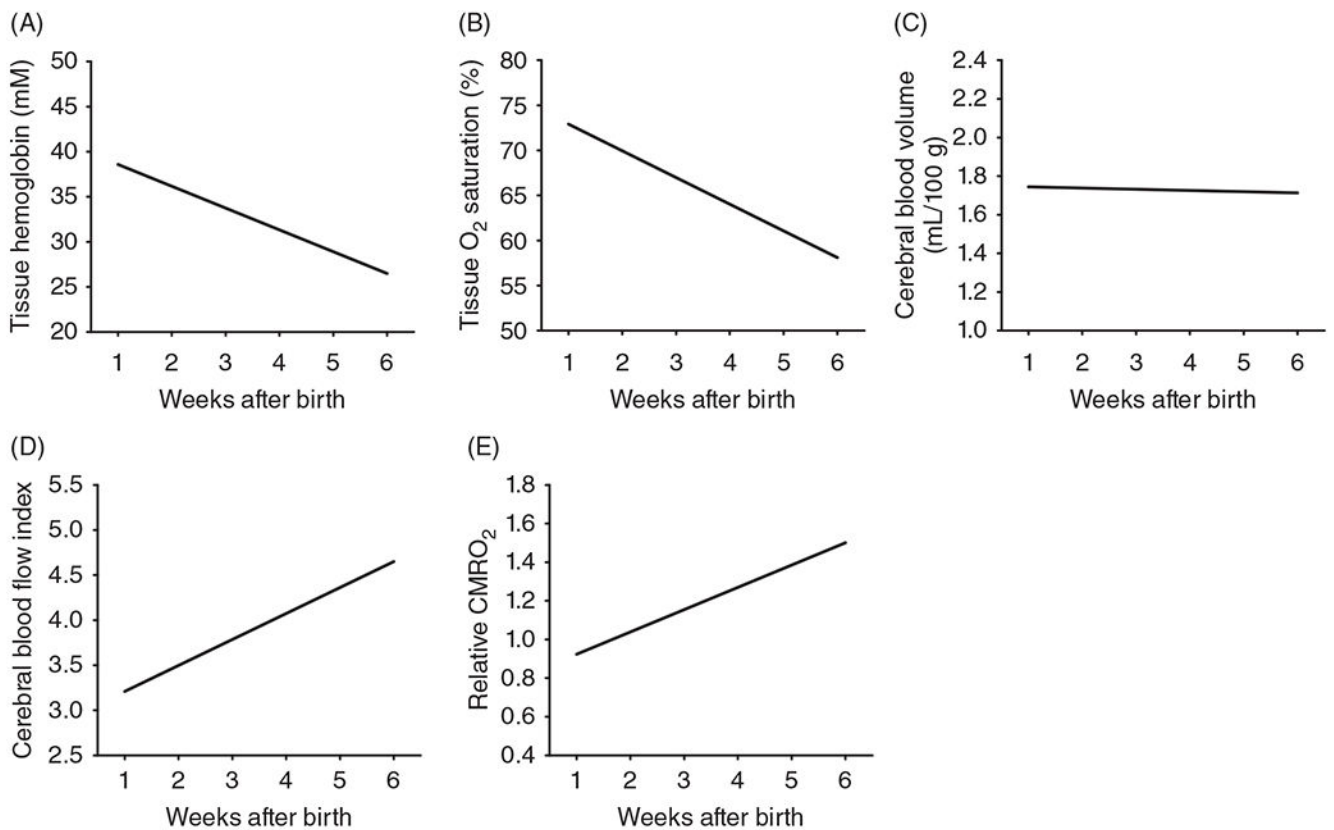 (A)
Tissue hemoglobin (mM)
50
45
40
35
30
25
20
1 2 3 4 5 6
Weeks after birth
(B)
Tissue O₂ saturation (%)
80
75
70
65
60
55
50
1 2 3 4 5 6
Weeks after birth
(C)
Cerebral blood volume
(mL/100 g)
2.4
2.2
2.0
1.8
1.6
1.4
1.2
1.0
1 2 3 4 5 6
Weeks after birth
(D)
Cerebral blood flow index
5.5
5.0
4.5
4.0
3.5
3.0
2.5
1 2 3 4 5 6
Weeks after birth
(E)
Relative CMRO₂
1.8
1.6
1.4
1.2
1.0
0.8
0.6
0.4
1 2 3 4 5 6
Weeks after birth